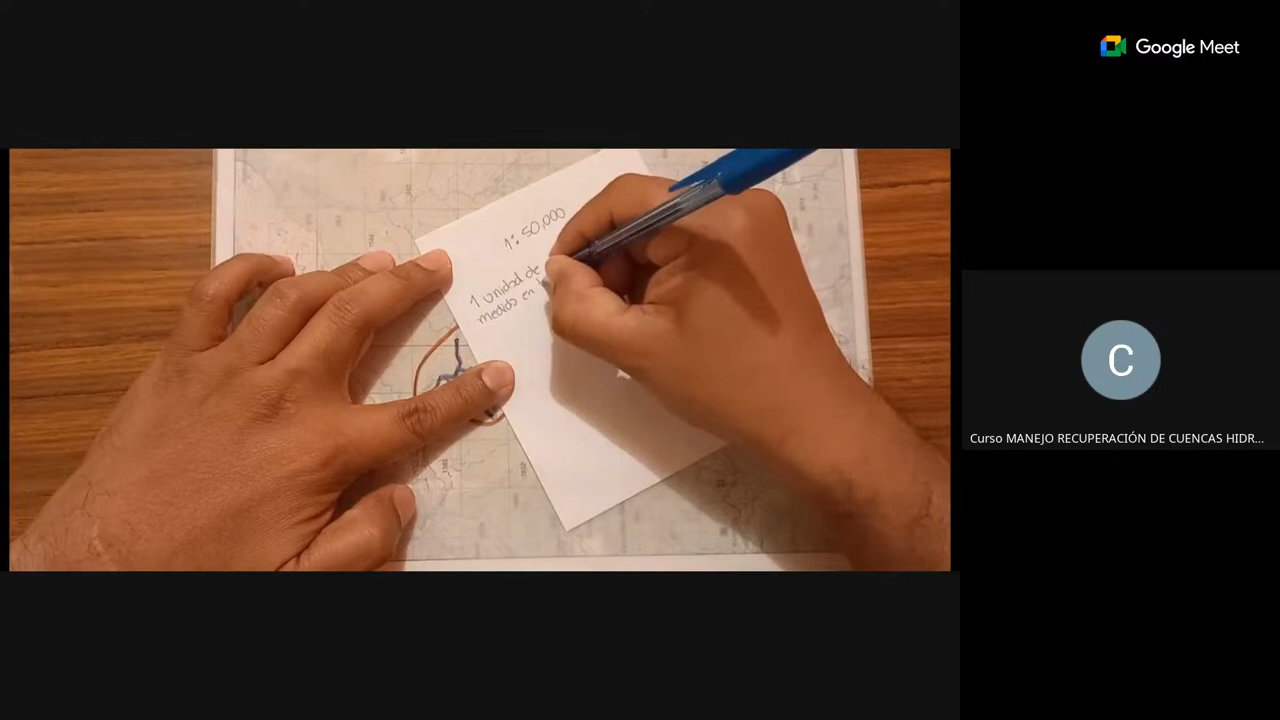 Google Meet
1: 50,000
1 unidad de
medida en
Curso MANEJO RECUPERACIÓN DE CUENCAS HIDR...